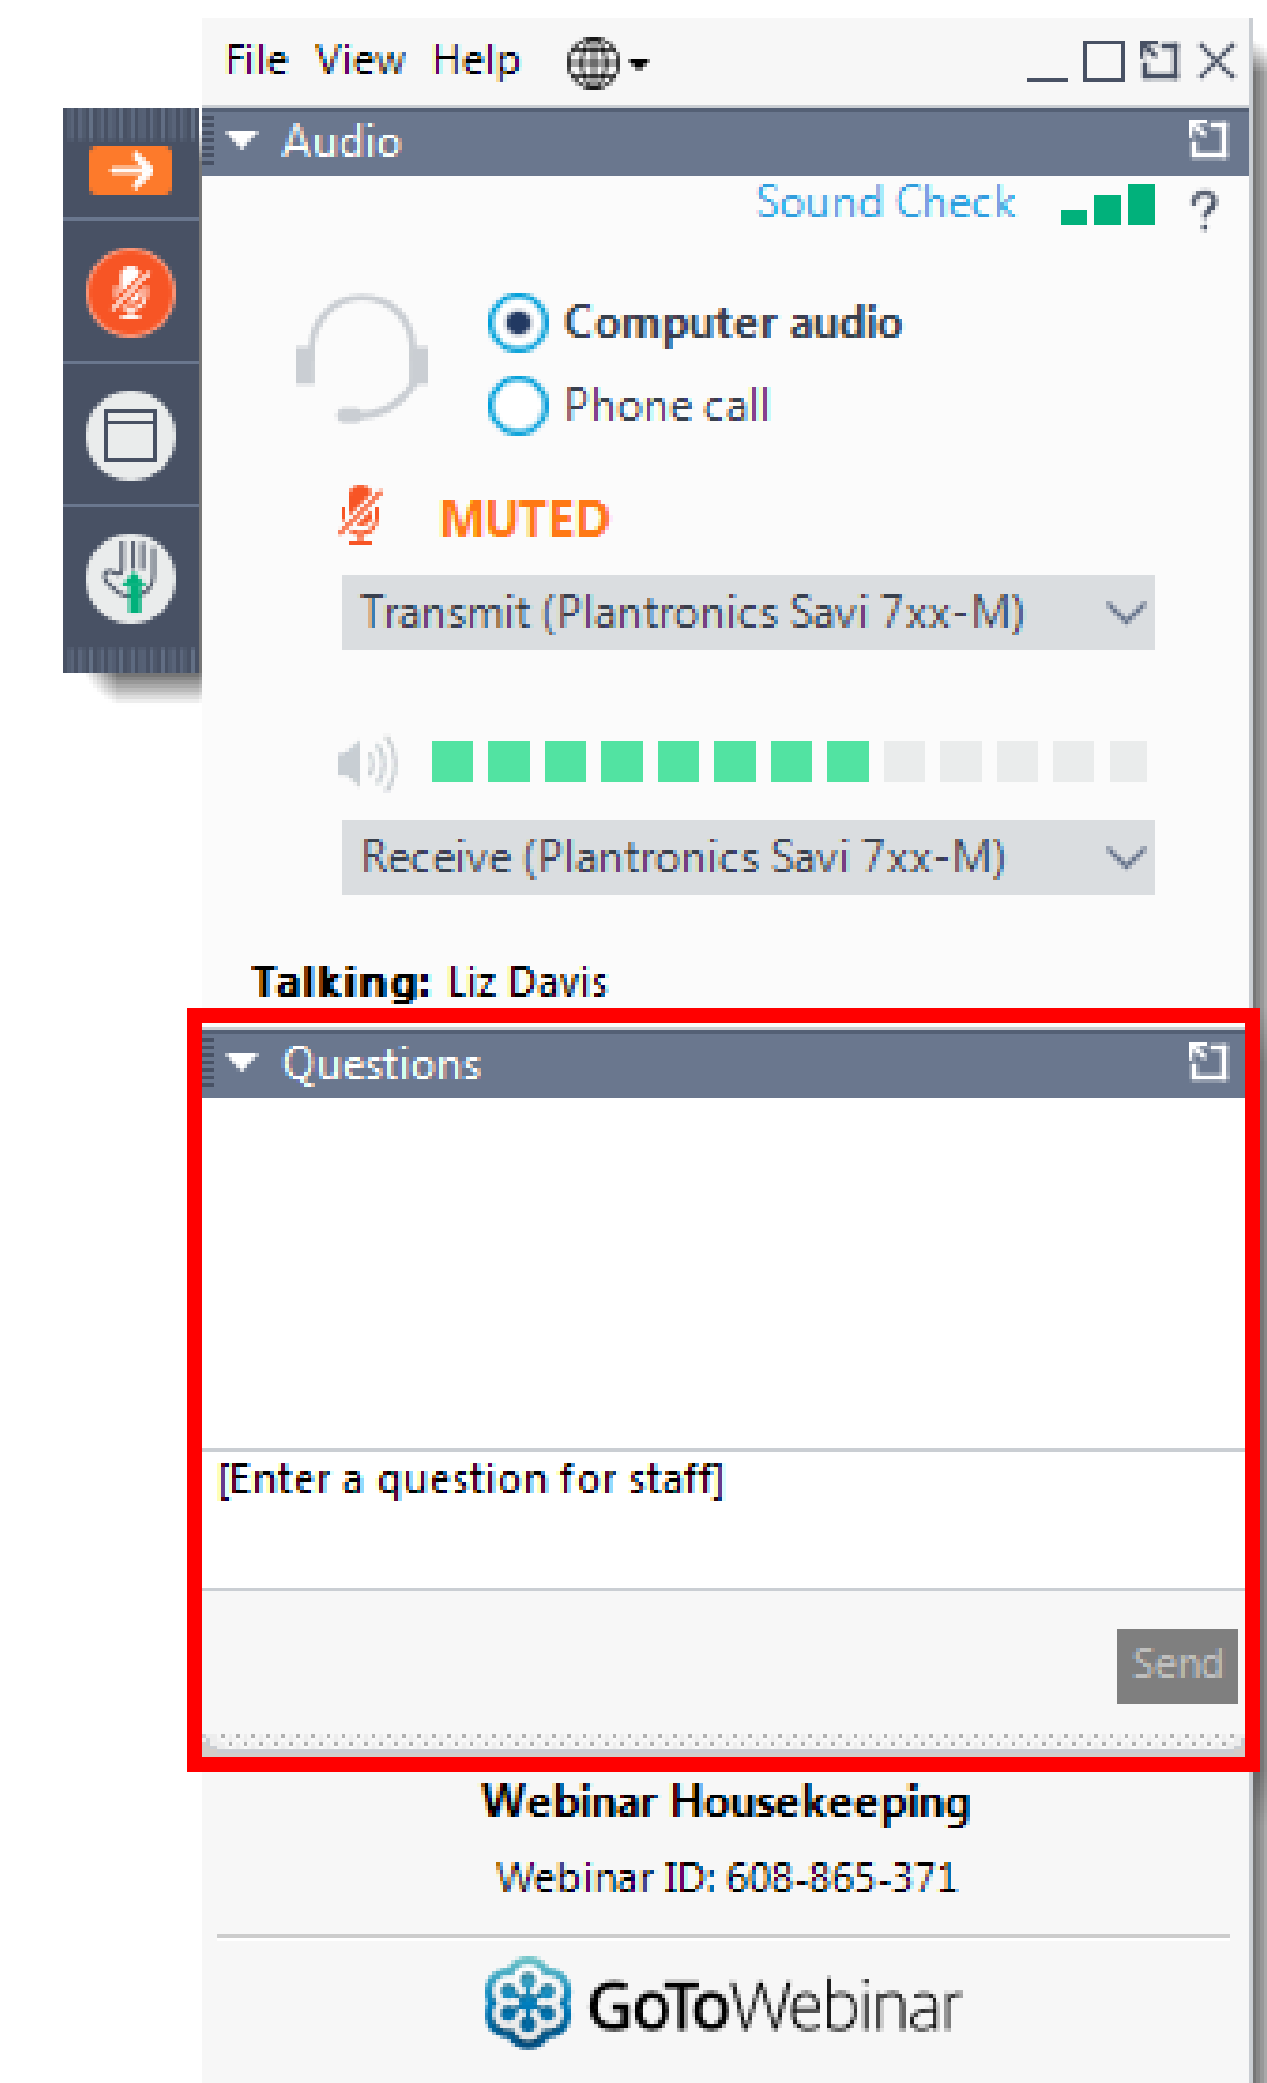 File View Help
Audio
Sound Check ?
Computer audio
Phone call
MUTED
Transmit (Plantronics Savi 7xx-M)
Receive (Plantronics Savi 7xx-M)
Talking: Liz Davis
Questions
[Enter a question for staff]
Send
Webinar Housekeeping
Webinar ID: 608-865-371
GoToWebinar